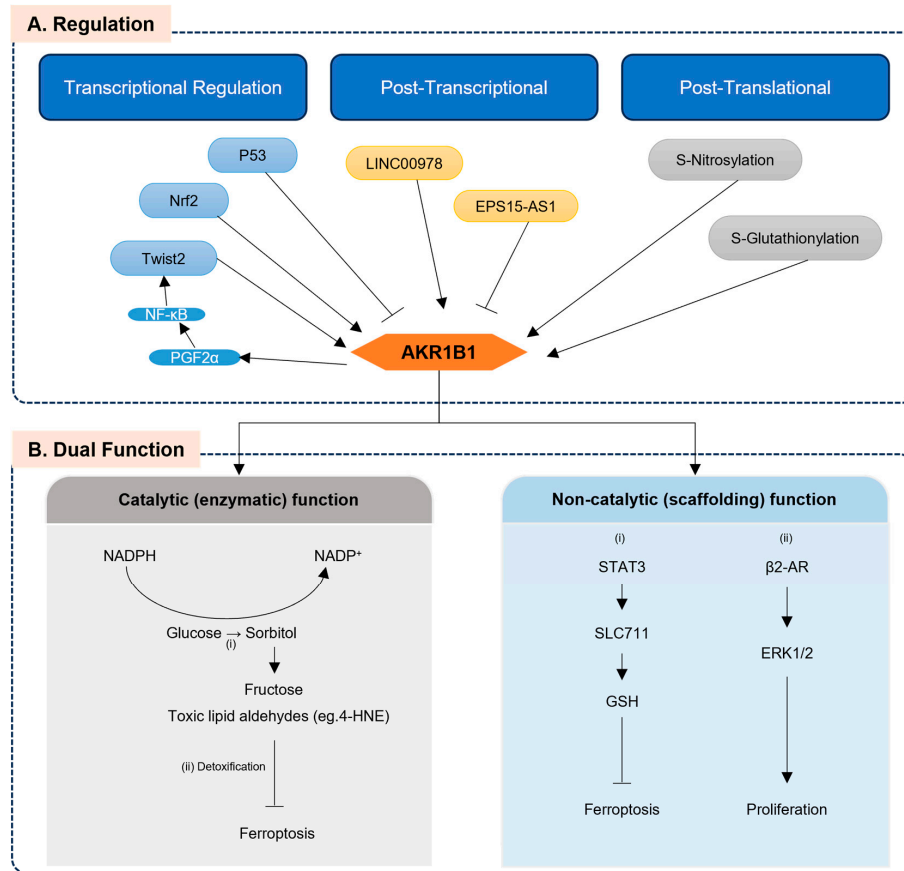 A. Regulation
Transcriptional Regulation
Post-Transcriptional
Post-Translational
P53
LINC00978
S-Nitrosylation
Nrf2
EPS15-AS1
S-Glutathionylation
Twist2
NF-κB
PGF2α
AKR1B1
B. Dual Function
Catalytic (enzymatic) function
Non-catalytic (scaffolding) function
NADPH
NADP⁺
Glucose → Sorbitol
(i)
Fructose
Toxic lipid aldehydes (eg.4-HNE)
(ii) Detoxification
Ferroptosis
(i)
STAT3
SLC711
GSH
Ferroptosis
(ii)
β2-AR
ERK1/2
Proliferation